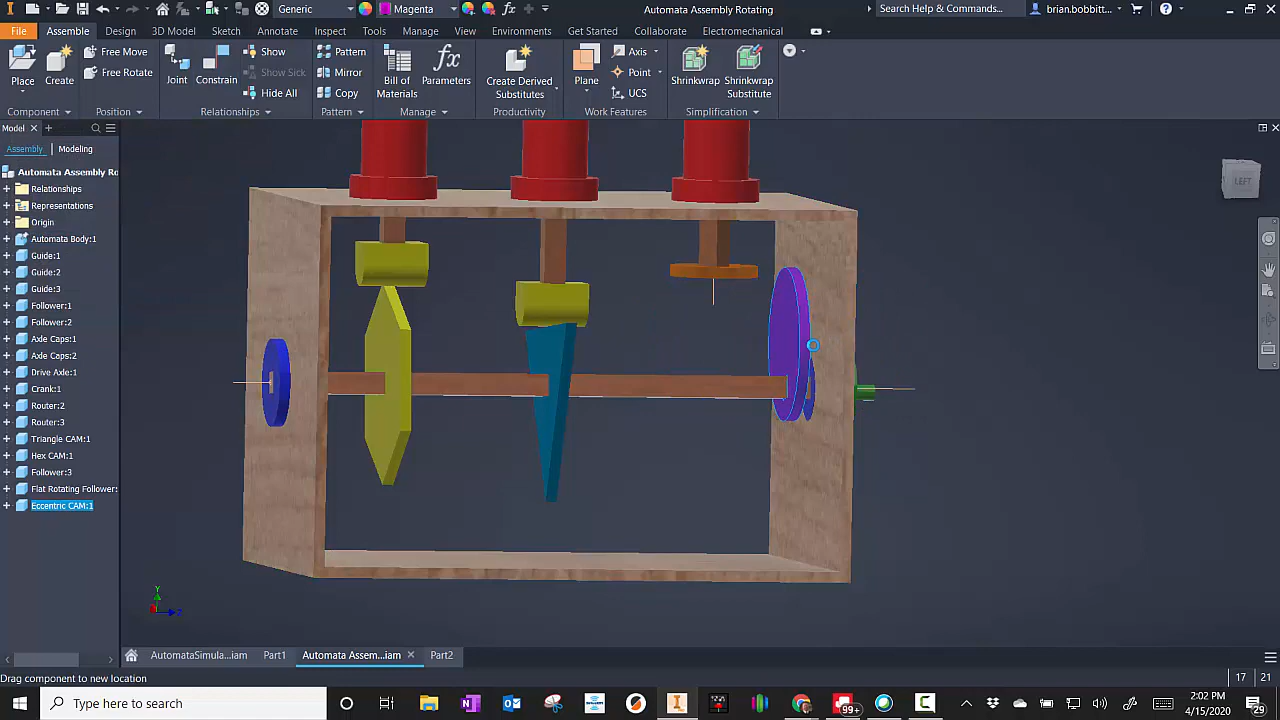 Generic
Magenta
fx
Automata Assembly Rotating
Search Help & Commands...
brian.bobbitt...
File
Assemble
Design
3D Model
Sketch
Annotate
Inspect
Tools
Manage
View
Environments
Get Started
Collaborate
Electromechanical
Place
Create
Free Move
Free Rotate
Joint
Constrain
Show
Show Sick
Hide All
Pattern
Mirror
Copy
Bill of
Materials
fx
Parameters
Create Derived
Substitutes
Plane
Axis
Point
UCS
Shrinkwrap
Shrinkwrap
Substitute
Component
Position
Relationships
Pattern
Manage
Productivity
Work Features
Simplification
Model
Assembly
Modeling
Automata Assembly Ro
Relationships
Representations
Origin
Automata Body:1
Guide:1
Guide:2
Guide:3
Follower:1
Follower:2
Axle Caps:1
Axle Caps:2
Drive Axle:1
Crank:1
Router:2
Router:3
Triangle CAM:1
Hex CAM:1
Follower:3
Flat Rotating Follower:
Eccentric CAM:1
LEFT
Y
Z
AutomataSimula...iam
Part1
Automata Assem...iam
Part2
Drag component to new location
17
21
Type here to search
99+
2:02 PM
4/15/2020
29